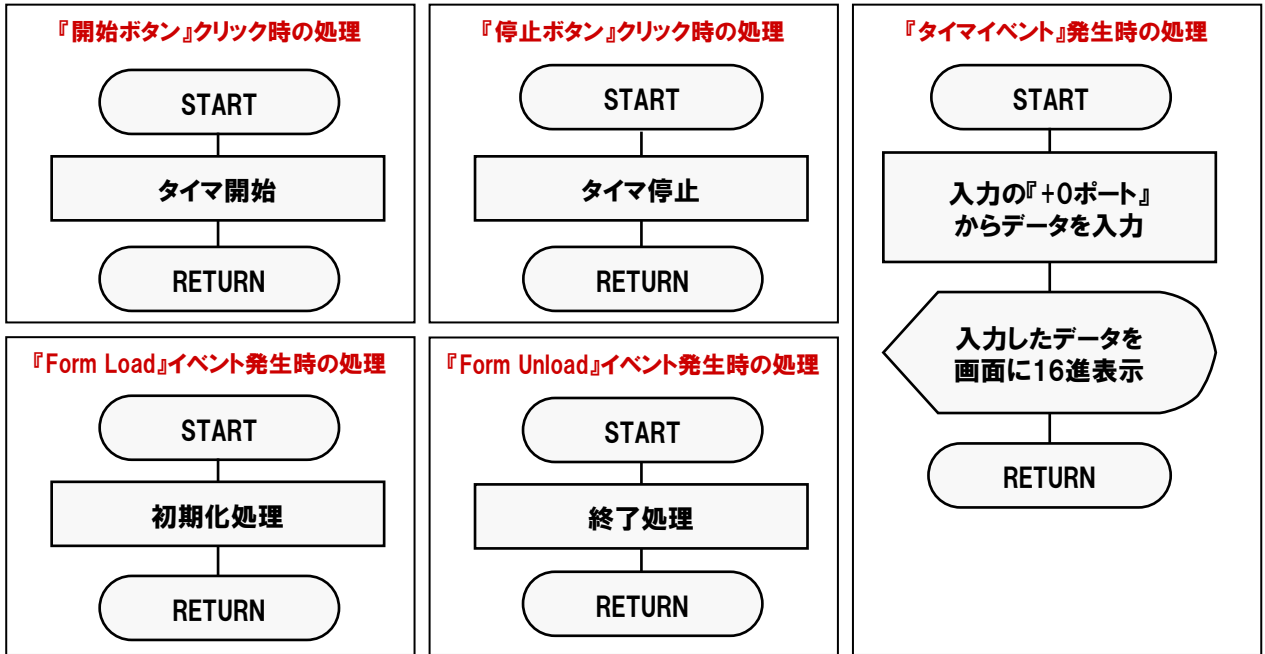 『開始ボタン』クリック時の処理
START
タイマ開始
RETURN
『停止ボタン』クリック時の処理
START
タイマ停止
RETURN
『タイマイベント』発生時の処理
START
入力の『+0ポート』
からデータを入力
入力したデータを
画面に16進表示
RETURN
『Form Load』イベント発生時の処理
START
初期化処理
RETURN
『Form Unload』イベント発生時の処理
START
終了処理
RETURN